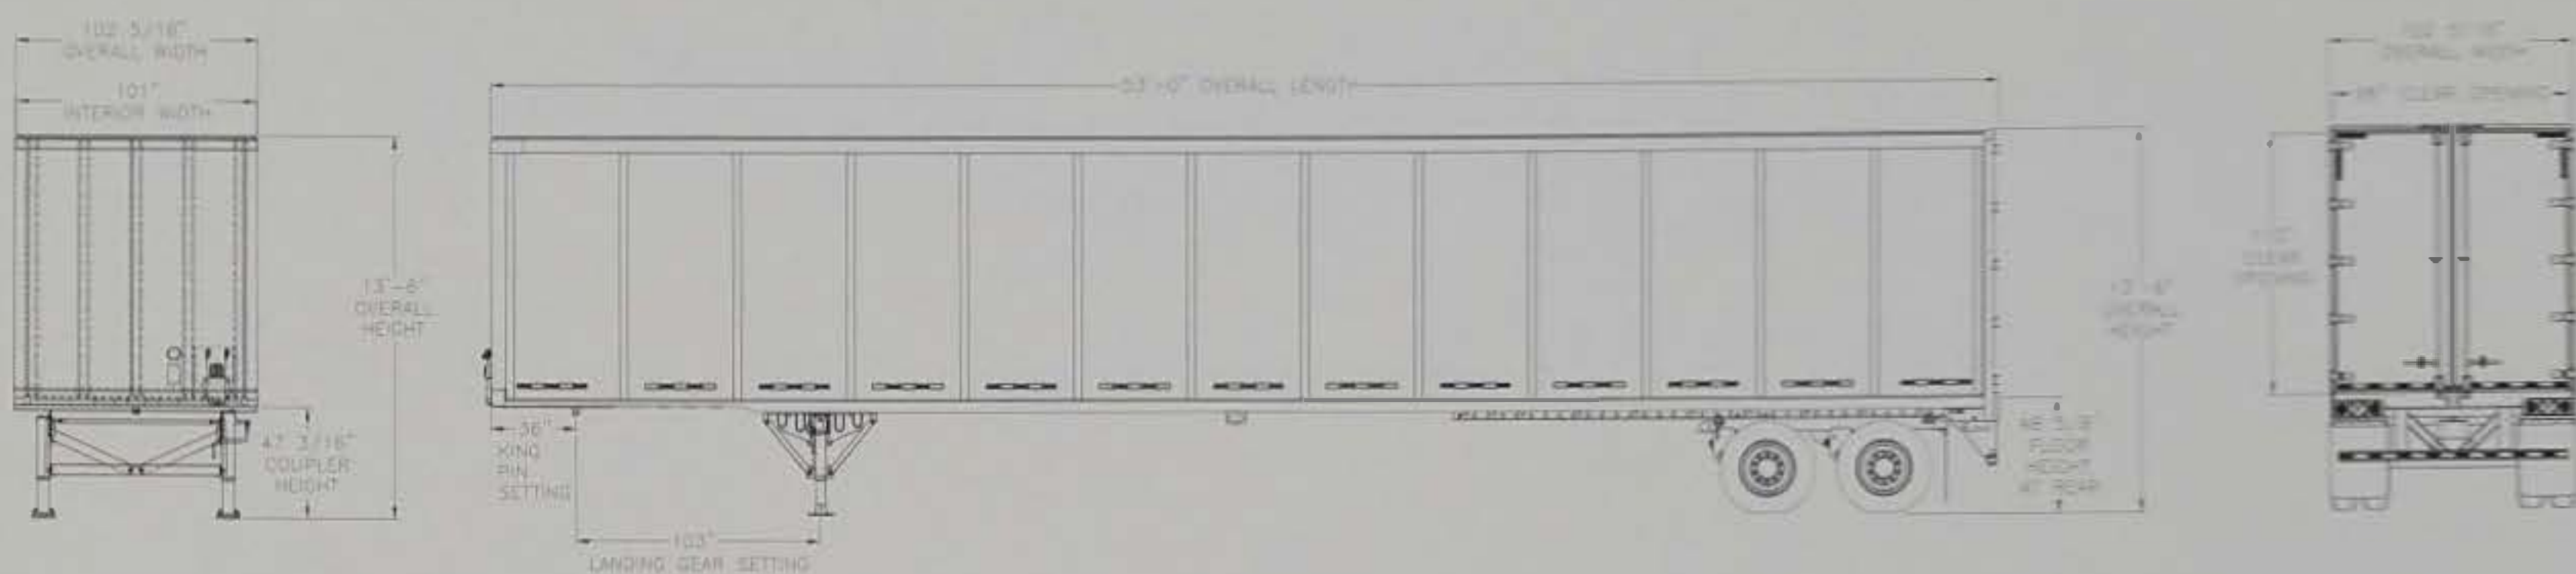 102 5/16"
OVERALL WIDTH
101"
INTERIOR WIDTH
13'-6"
OVERALL
HEIGHT
47 3/16"
COUPLER
HEIGHT
53'-0" OVERALL LENGTH
36"
KING
PIN
SETTING
103"
LANDING GEAR SETTING
13'-6"
OVERALL
HEIGHT
FLOOR
HEIGHT
AT REAR
OVERALL WIDTH
CLEAR OPENING
CLEAR
OPENING